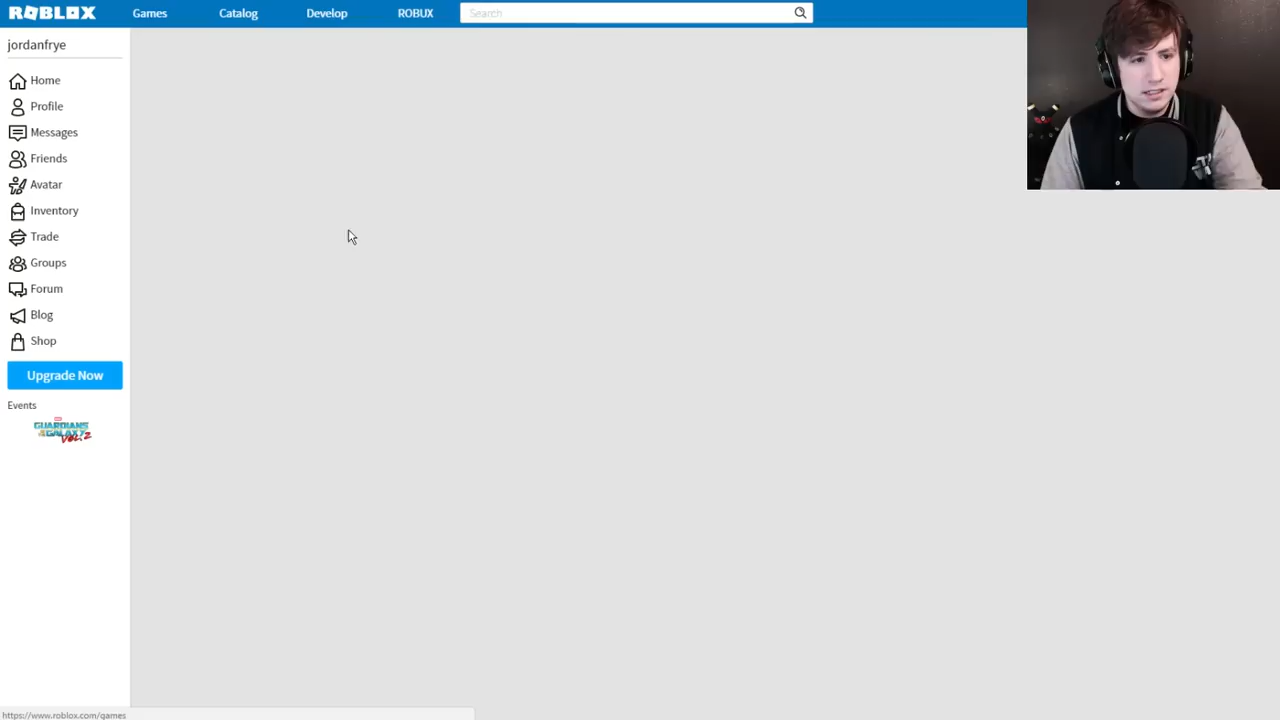 ROBLOX
Games
Catalog
Develop
ROBUX
Search
jordanfrye
Home
Profile
Messages
Friends
Avatar
Inventory
Trade
Groups
Forum
Blog
Shop
Upgrade Now
Events
GUARDIANS
GALAXY
VOL.2
https://www.roblox.com/games